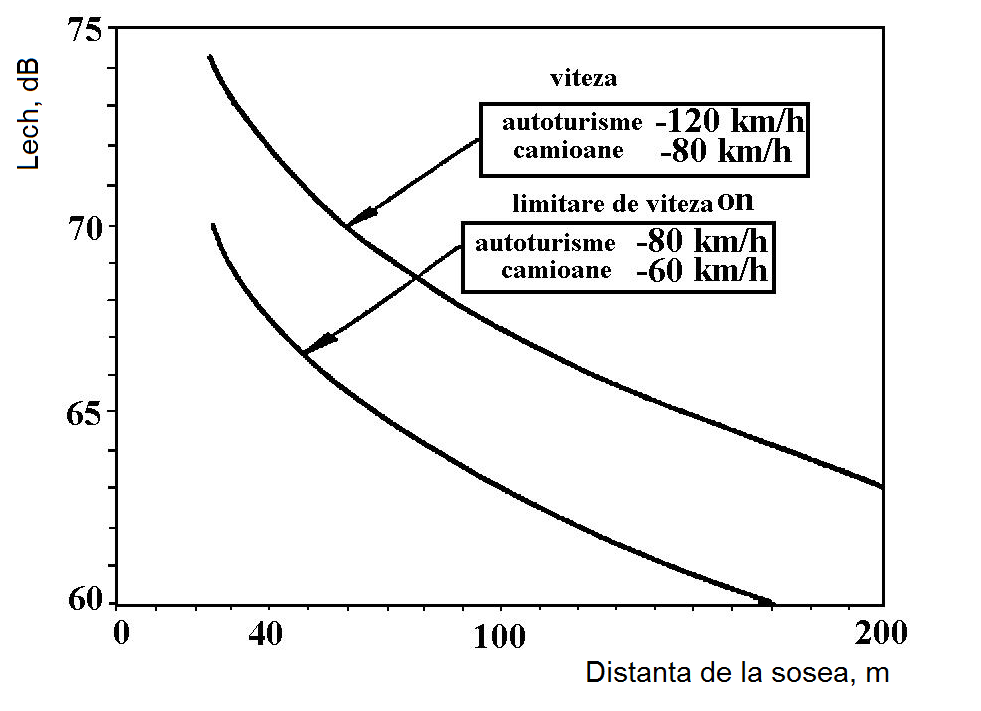 75
Lech, dB
viteza
autoturisme -120 km/h
camioane -80 km/h
limitare de viteza on
70
autoturisme -80 km/h
camioane -60 km/h
65
60
0 40 100 200
Distanta de la sosea, m